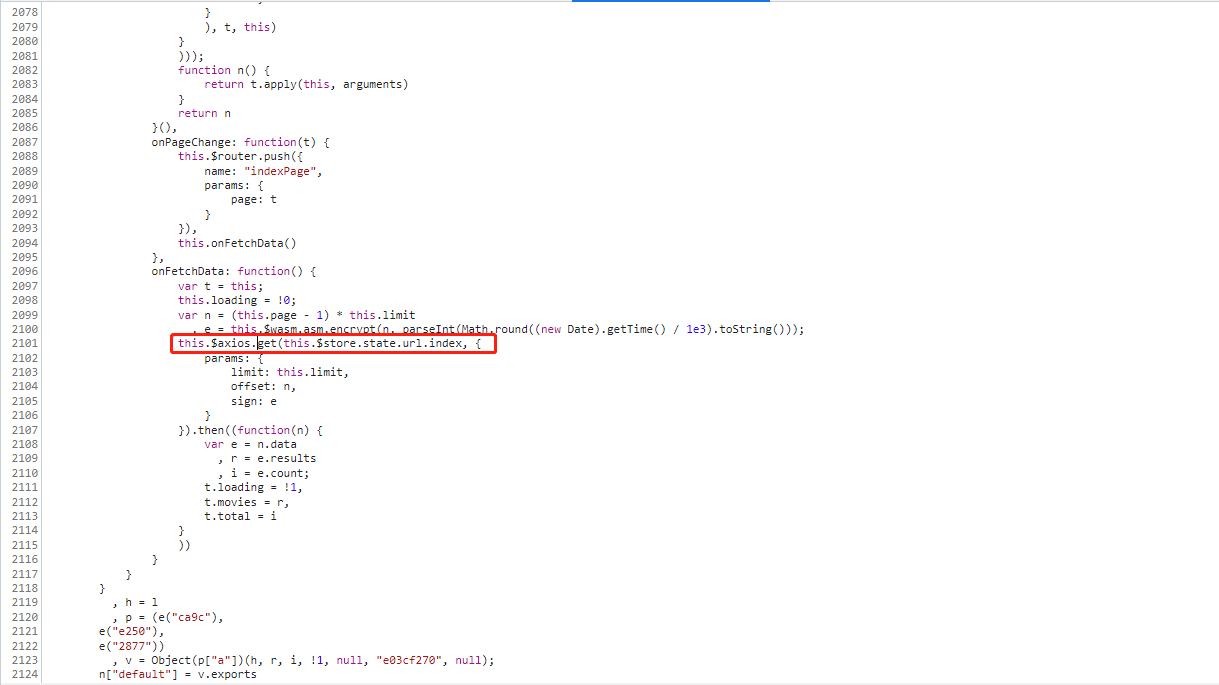 2078 }
2079 ), t, this)
2080 }
2081 )));
2082 function n() {
2083 return t.apply(this, arguments)
2084 }
2085 return n
2086 }(),
2087 onPageChange: function(t) {
2088 this.$router.push({
2089 name: "indexPage",
2090 params: {
2091 page: t
2092 }
2093 }),
2094 this.onFetchData()
2095 },
2096 onFetchData: function() {
2097 var t = this;
2098 this.loading = !0;
2099 var n = (this.page - 1) * this.limit
2100 , e = this.$wasm.asm.encrypt(n, parseInt(Math.round((new Date).getTime() / 1e3).toString()));
2101 this.$axios.get(this.$store.state.url.index, {
2102 params: {
2103 limit: this.limit,
2104 offset: n,
2105 sign: e
2106 }
2107 }).then((function(n) {
2108 var e = n.data
2109 , r = e.results
2110 , i = e.count;
2111 t.loading = !1,
2112 t.movies = r,
2113 t.total = i
2114 }
2115 ))
2116 }
2117 }
2118 }
2119 , h = l
2120 , p = (e("ca9c"),
2121 e("e250"),
2122 e("2877"))
2123 , v = Object(p["a"])(h, r, i, !1, null, "e03cf270", null);
2124 n["default"] = v.exports